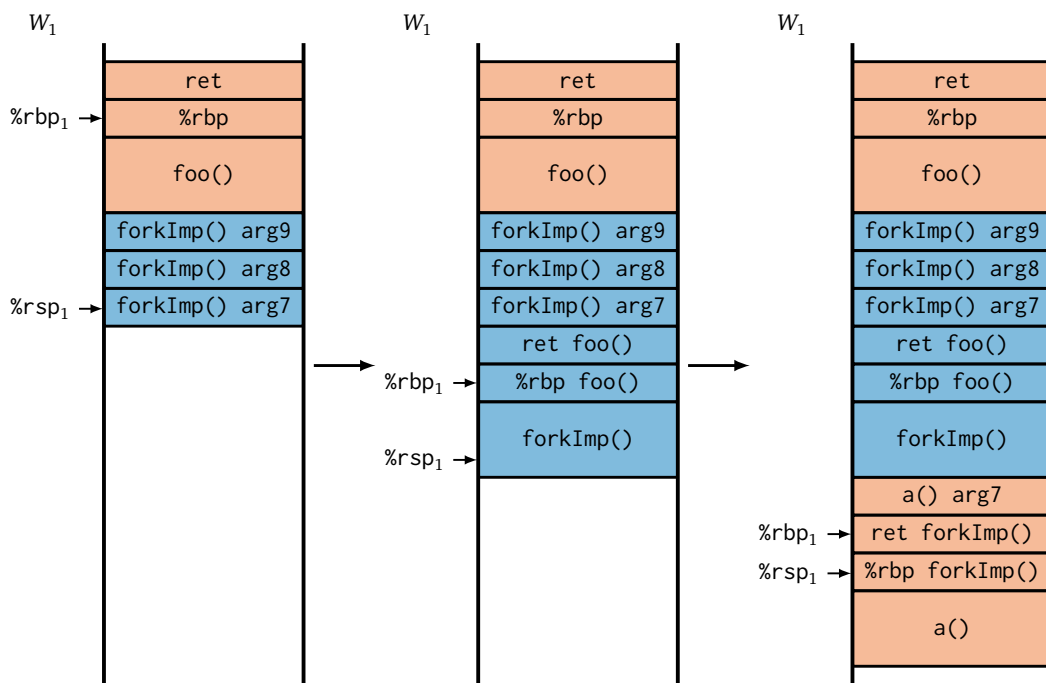 W1
ret
%rbp1
%rbp
foo()
forkImp() arg9
forkImp() arg8
%rsp1
forkImp() arg7
W1
ret
%rbp
foo()
forkImp() arg9
forkImp() arg8
forkImp() arg7
ret foo()
%rbp1
%rbp foo()
forkImp()
%rsp1
W1
ret
%rbp
foo()
forkImp() arg9
forkImp() arg8
forkImp() arg7
ret foo()
%rbp foo()
forkImp()
a() arg7
%rbp1
ret forkImp()
%rsp1
%rbp forkImp()
a()